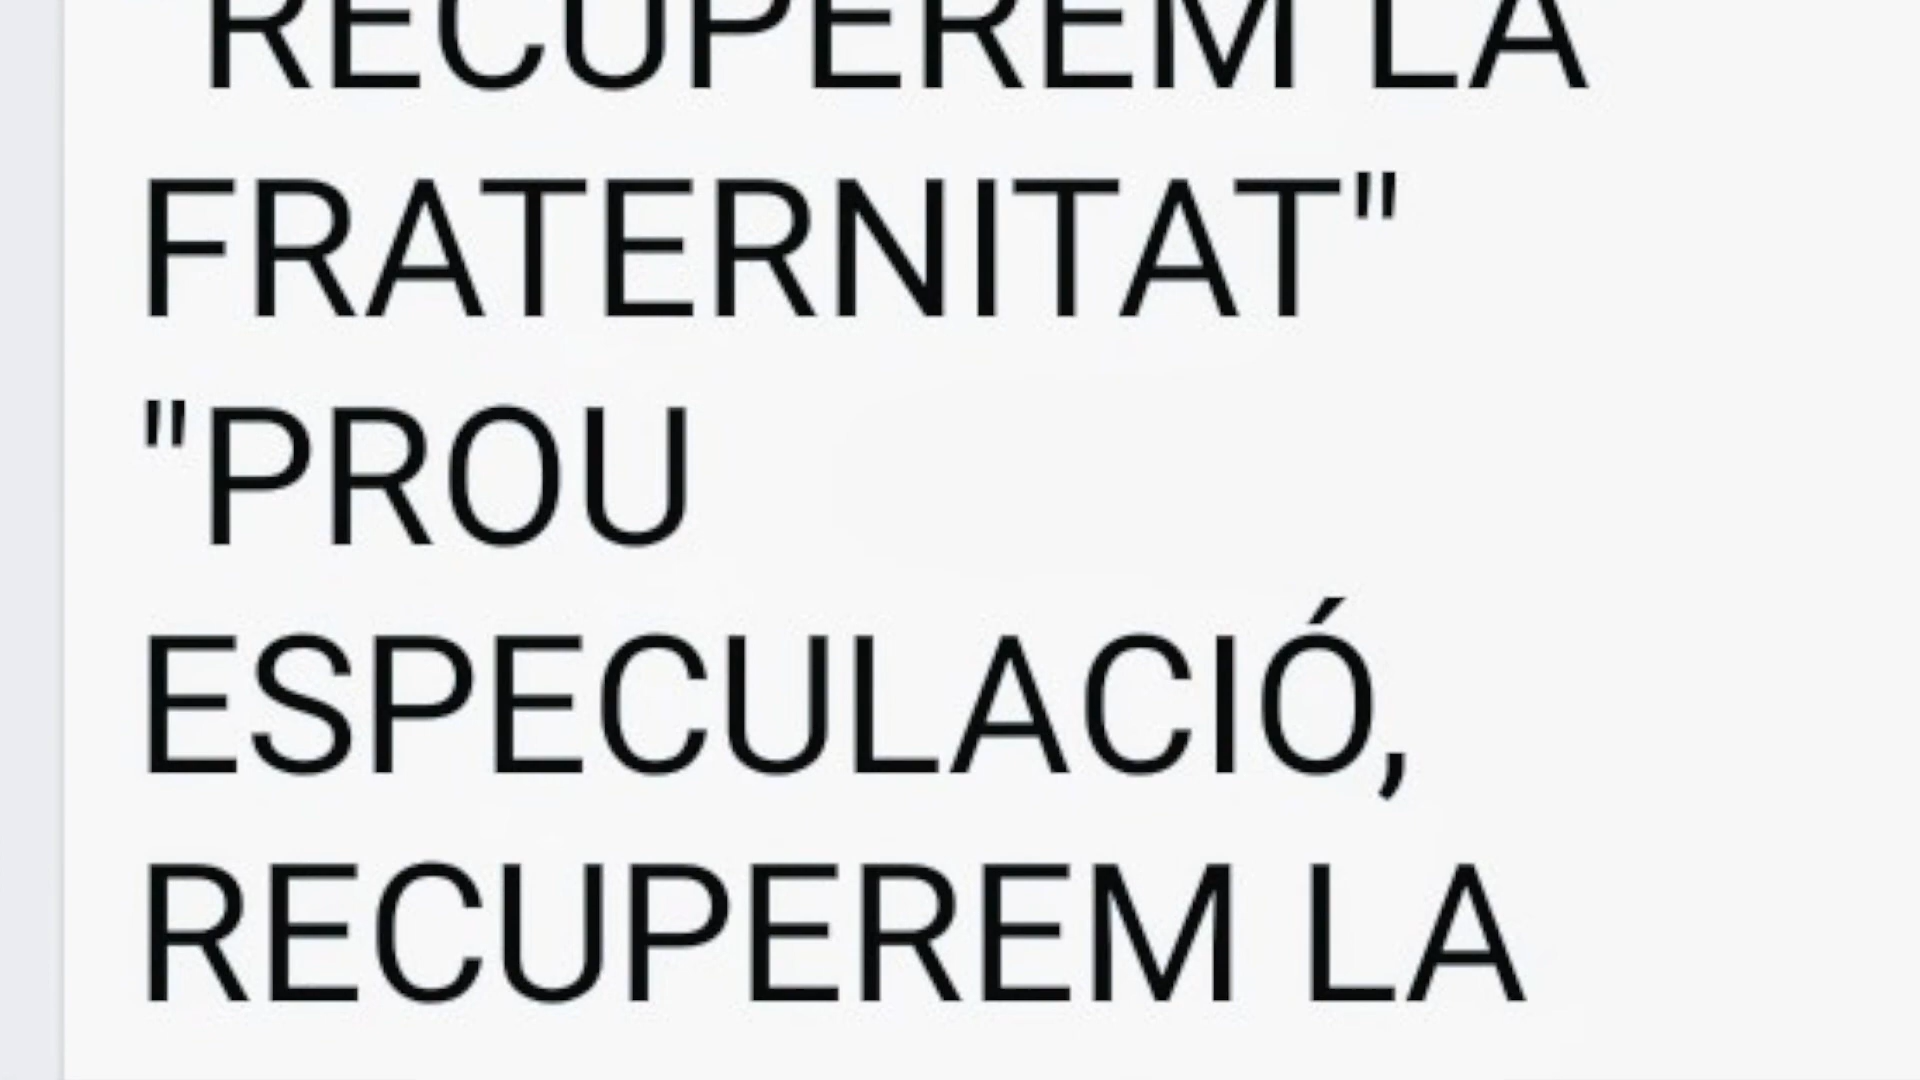 RECUPEREM LA
FRATERNITAT"
"PROU
ESPECULACIÓ,
RECUPEREM LA